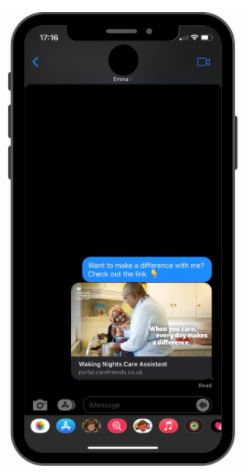 17:16
Emma
Want to make a difference with me?
Check out the link 👇
When you care,
every day makes
a difference.
Waking Nights Care Assistant
portal.carefriends.co.uk
Read
iMessage